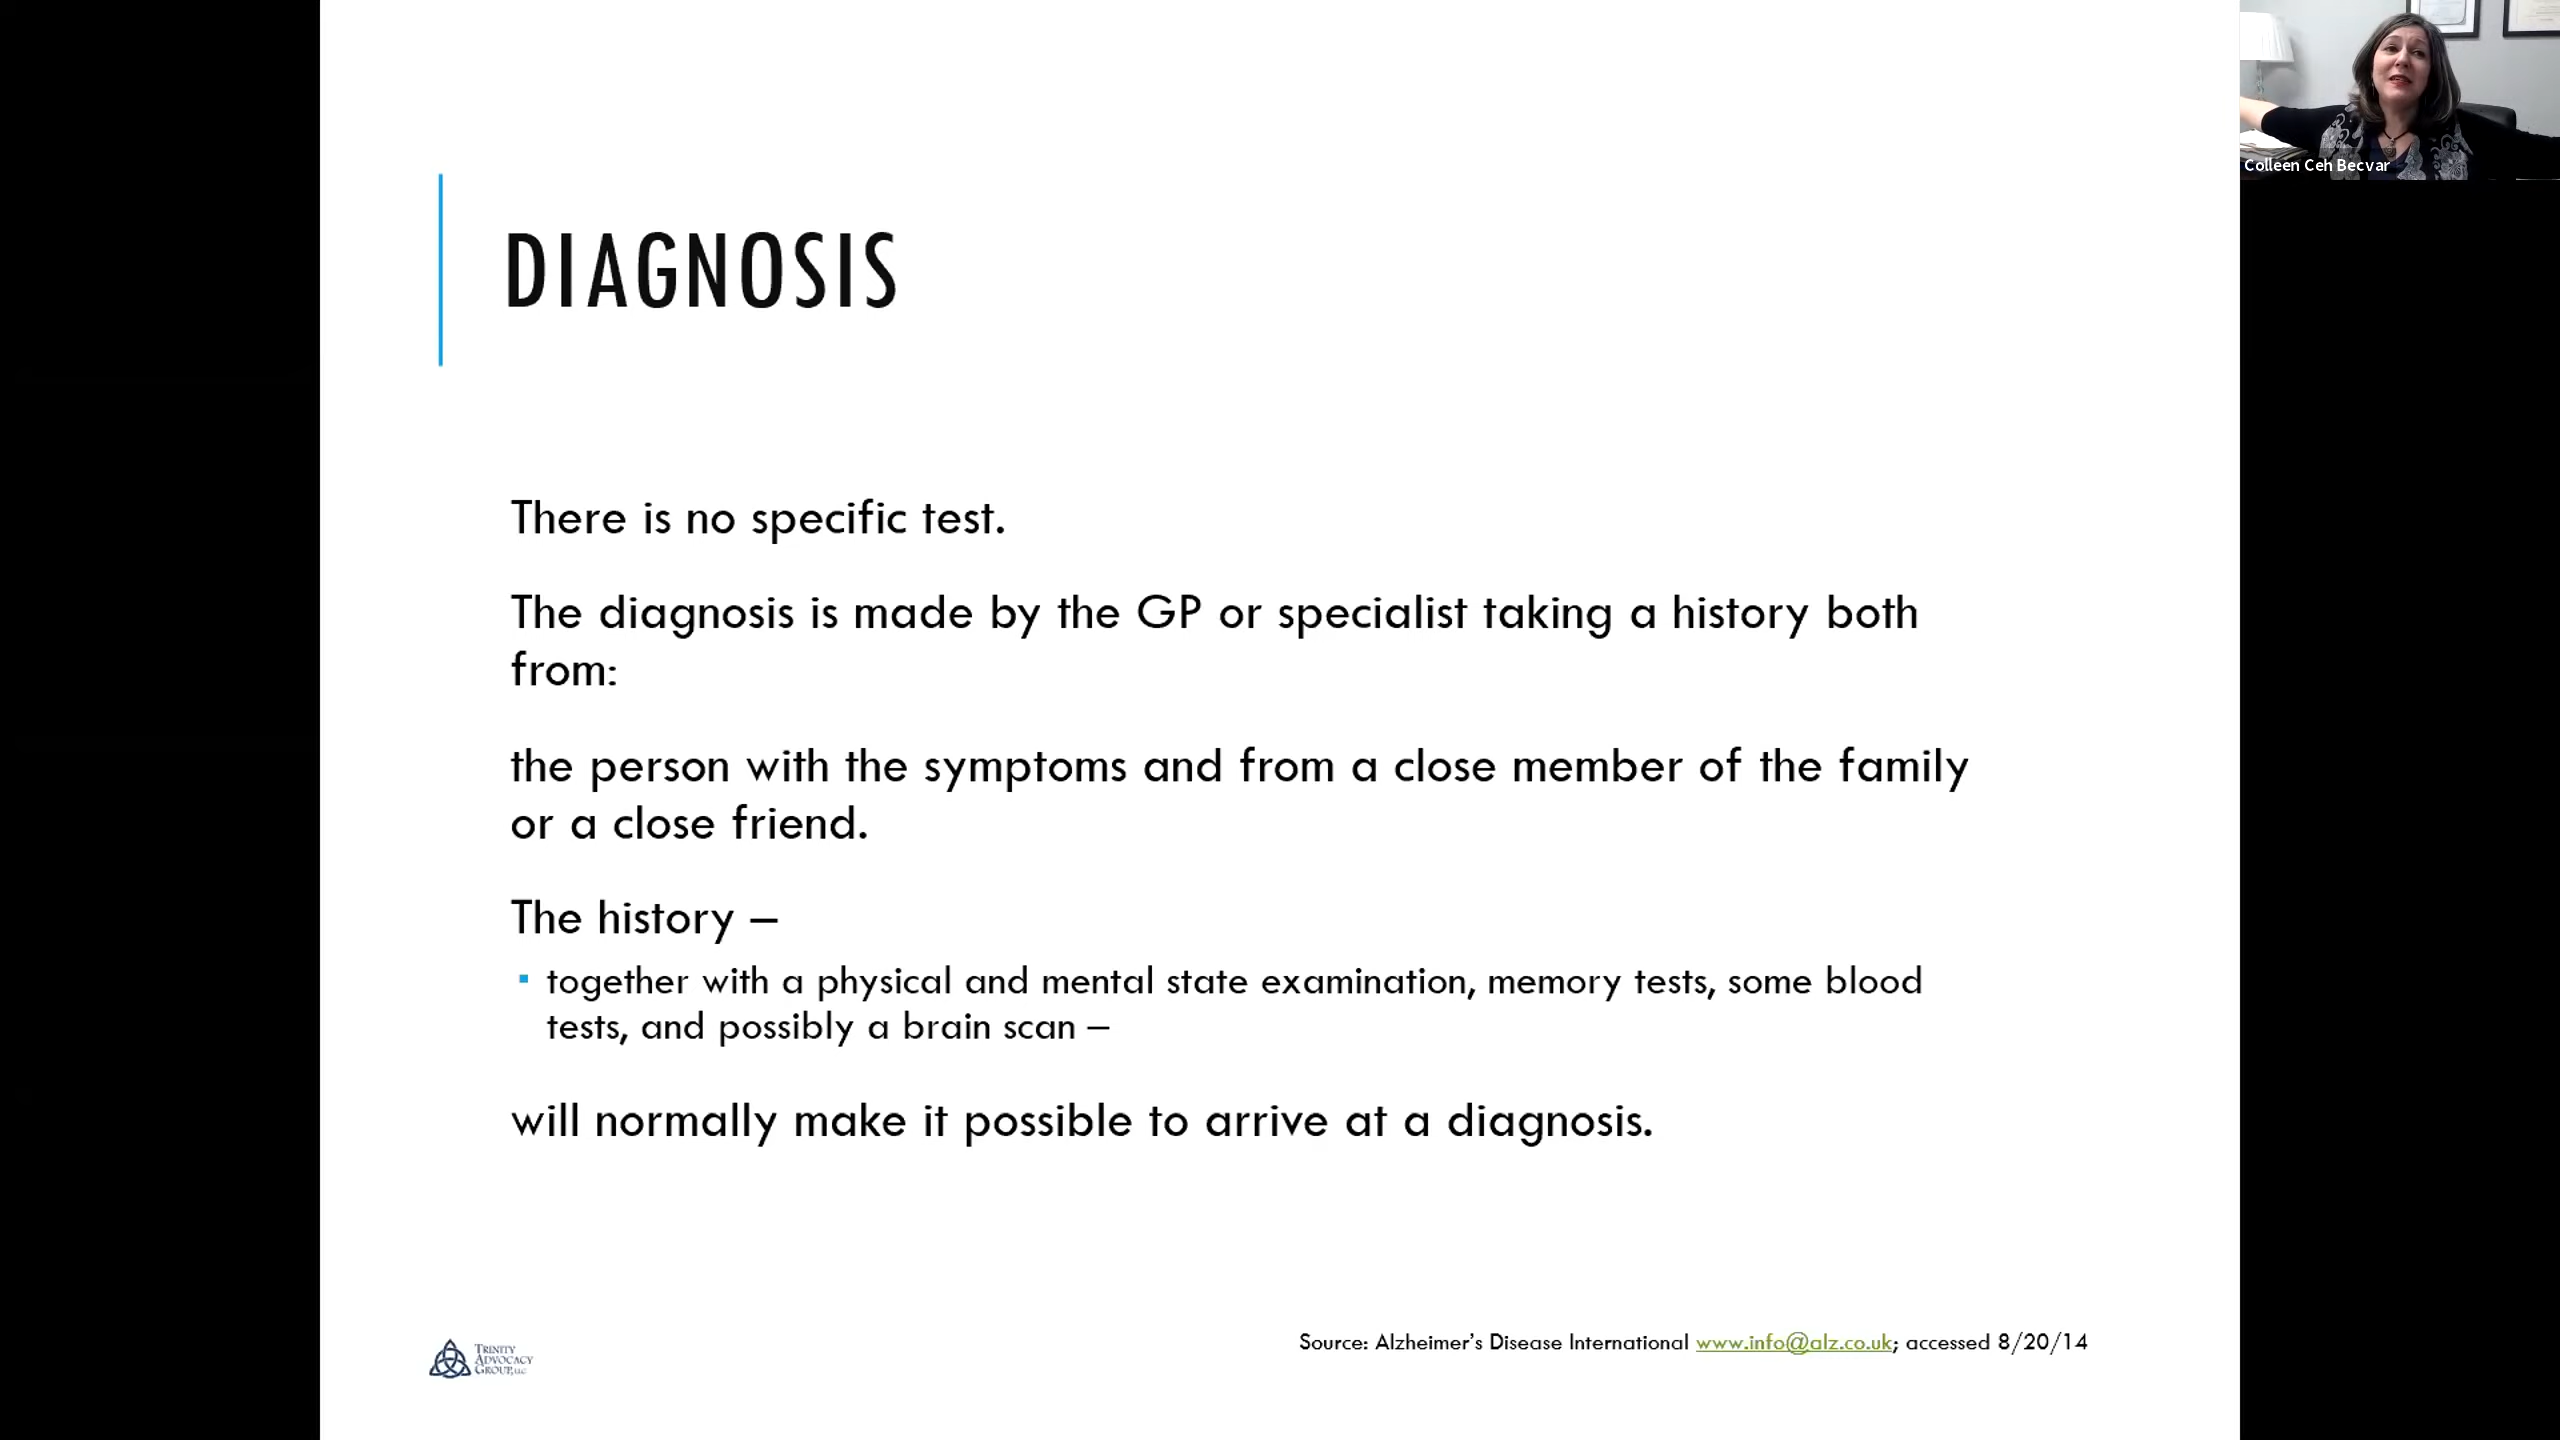 Colleen Ceh Becvar
DIAGNOSIS
There is no specific test.
The diagnosis is made by the GP or specialist taking a history both
from:
the person with the symptoms and from a close member of the family
or a close friend.
The history –
▪ together with a physical and mental state examination, memory tests, some blood
tests, and possibly a brain scan –
will normally make it possible to arrive at a diagnosis.
Source: Alzheimer's Disease International www.info@alz.co.uk; accessed 8/20/14
TRINITY
ADVOCACY
GROUP, LLC